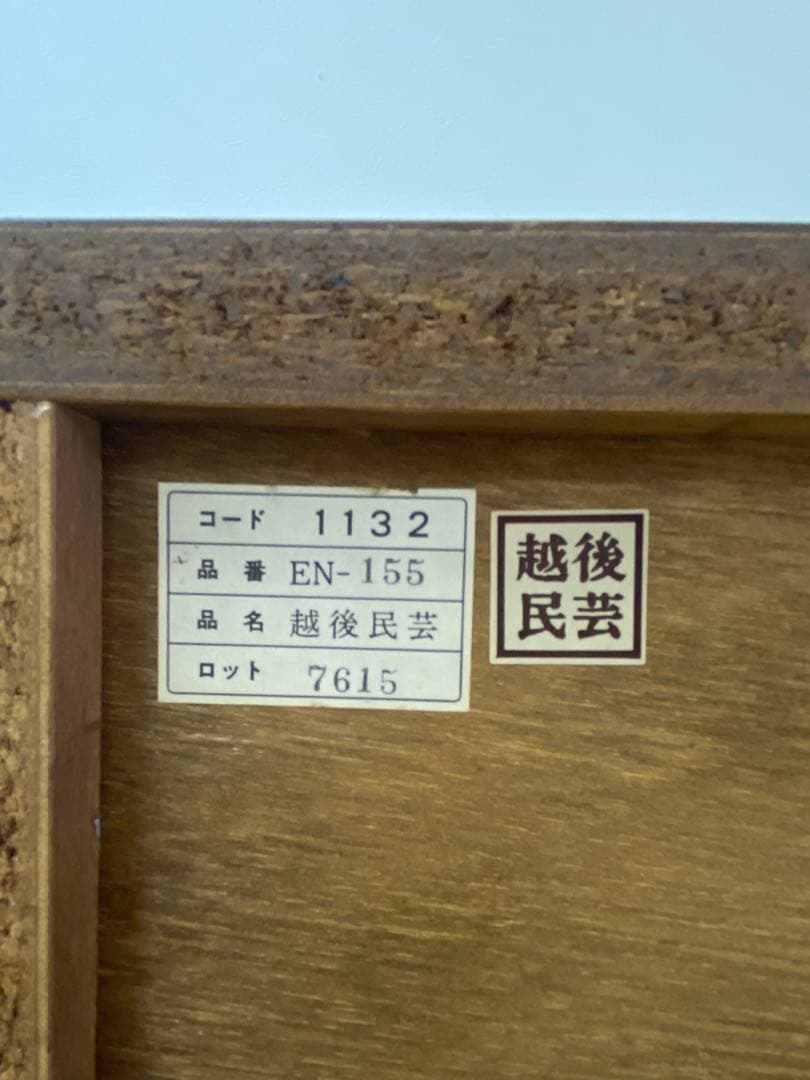 コード 1132
品番 EN-155
品名 越後民芸
ロット 7615
越後
民芸